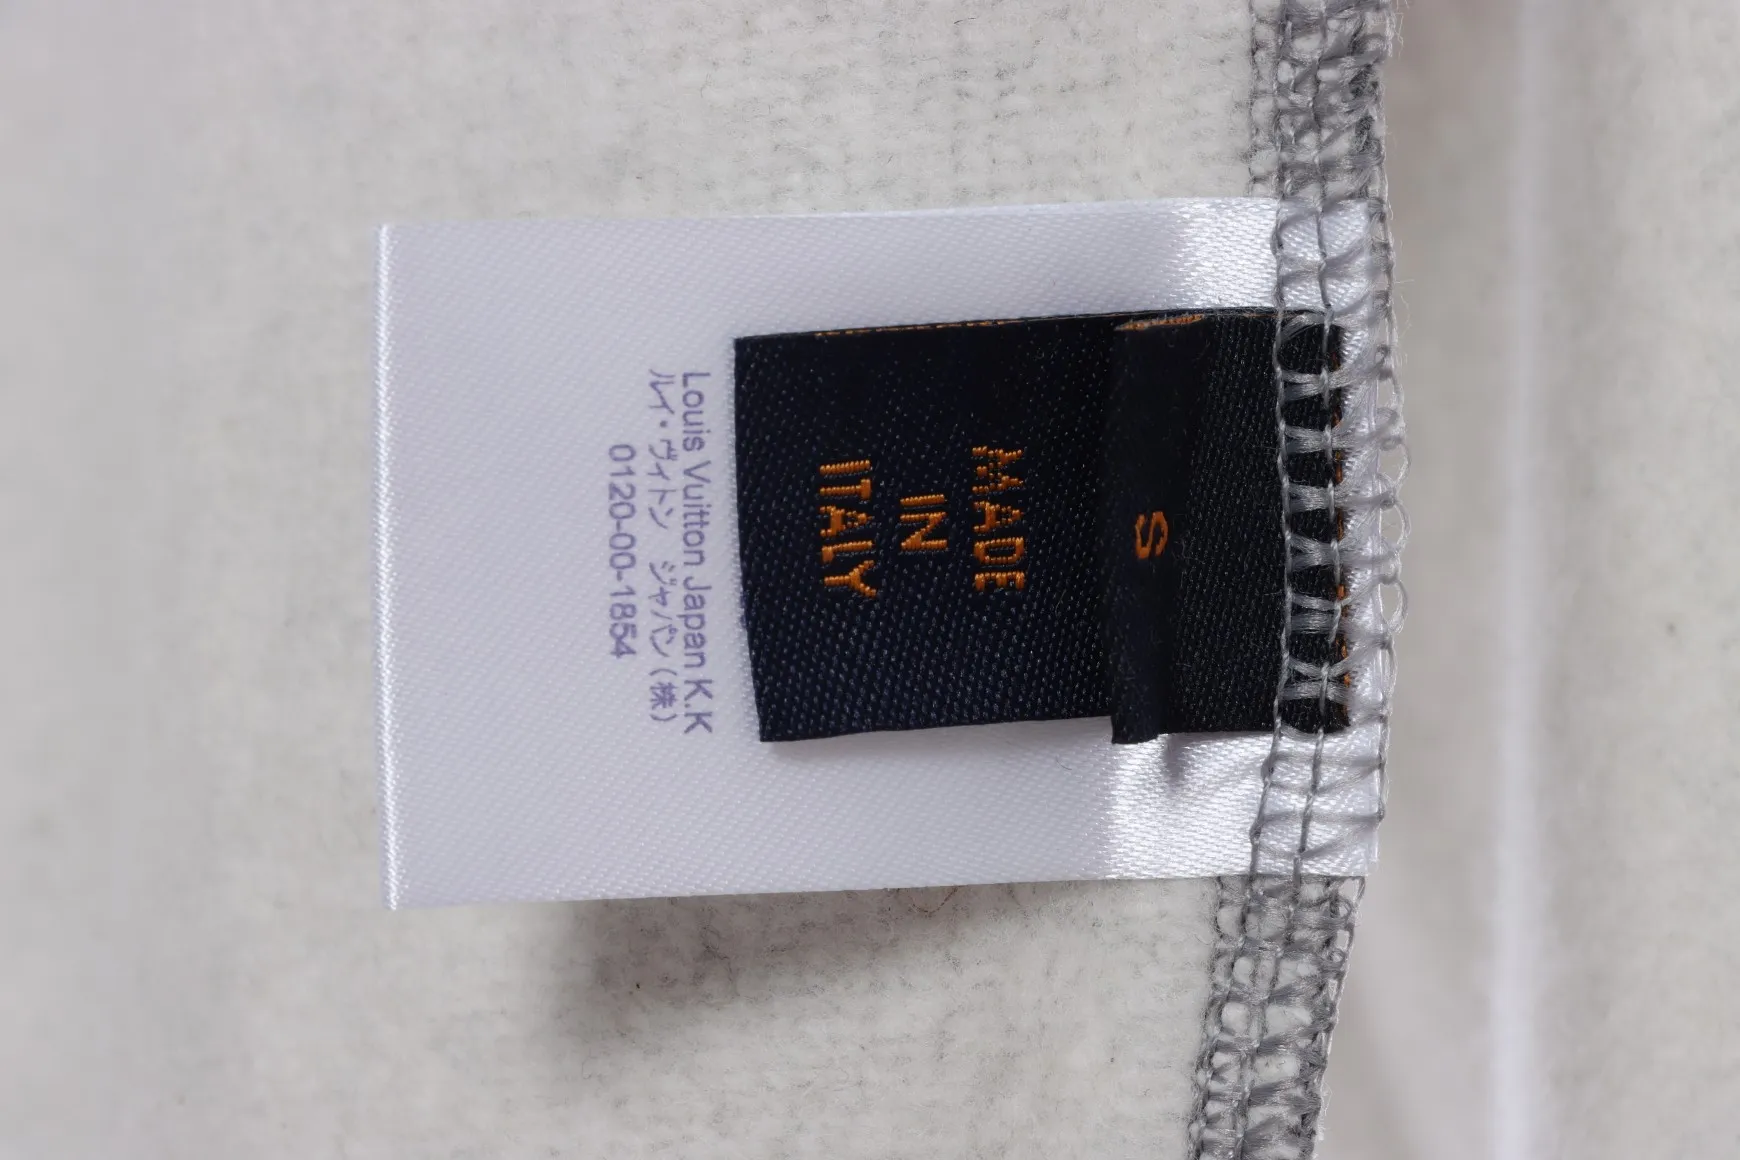 S
MADE
IN
ITALY
Louis Vuitton Japan K.K
ルイ・ヴィトン ジャパン(株)
0120-00-1854